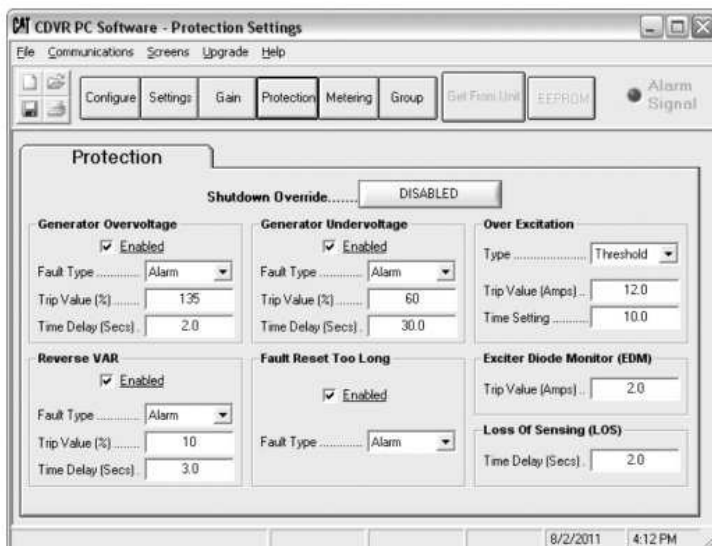 CAT CDVR PC Software - Protection Settings
File Communications Screens Upgrade Help
Configure Settings Gain Protection Metering Group Get From Unit EEPROM Alarm Signal
Protection
Shutdown Override....... DISABLED
Generator Overvoltage
Enabled
Fault Type ............ Alarm
Trip Value (%) ........ 135
Time Delay (Secs) . 2.0
Generator Undervoltage
Enabled
Fault Type ............ Alarm
Trip Value (%) ........ 60
Time Delay (Secs) . 30.0
Over Excitation
Type .................... Threshold
Trip Value (Amps) .. 12.0
Time Setting .......... 10.0
Reverse VAR
Enabled
Fault Type ............ Alarm
Trip Value (%) ........ 10
Time Delay (Secs) . 3.0
Fault Reset Too Long
Enabled
Fault Type ............ Alarm
Exciter Diode Monitor (EDM)
Trip Value (Amps) .. 2.0
Loss Of Sensing (LOS)
Time Delay (Secs) . 2.0
8/2/2011 4:12 PM